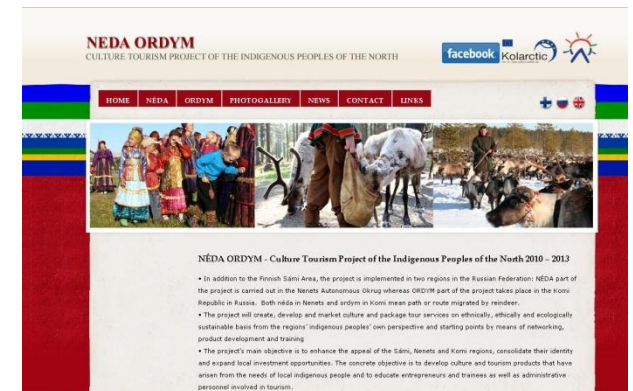 NEDA ORDYM
CULTURE TOURISM PROJECT OF THE INDIGENOUS PEOPLES OF THE NORTH
facebook Kolarctic
HOME NÉDA ORDYM PHOTOGALLERY NEWS CONTACT LINKS
NÉDA ORDYM - Culture Tourism Project of the Indigenous Peoples of the North 2010 – 2013
• In addition to the Finnish Sámi Area, the project is implemented in two regions in the Russian Federation: NÉDA part of
the project is carried out in the Nenets Autonomous Okrug whereas ORDYM part of the project takes place in the Komi
Republic in Russia. Both néda in Nenets and ordym in Komi mean path or route migrated by reindeer.
• The project will create, develop and market culture and package tour services on ethnically, ethically and ecologically
sustainable basis from the regions' indigenous peoples' own perspective and starting points by means of networking,
product development and training
• The project's main objective is to enhance the appeal of the Sámi, Nenets and Komi regions, consolidate their identity
and expand local investment opportunities. The concrete objective is to develop culture and tourism products that have
arisen from the needs of local indigenous people and to educate entrepreneurs and trainees as well as administrative
personnel involved in tourism.